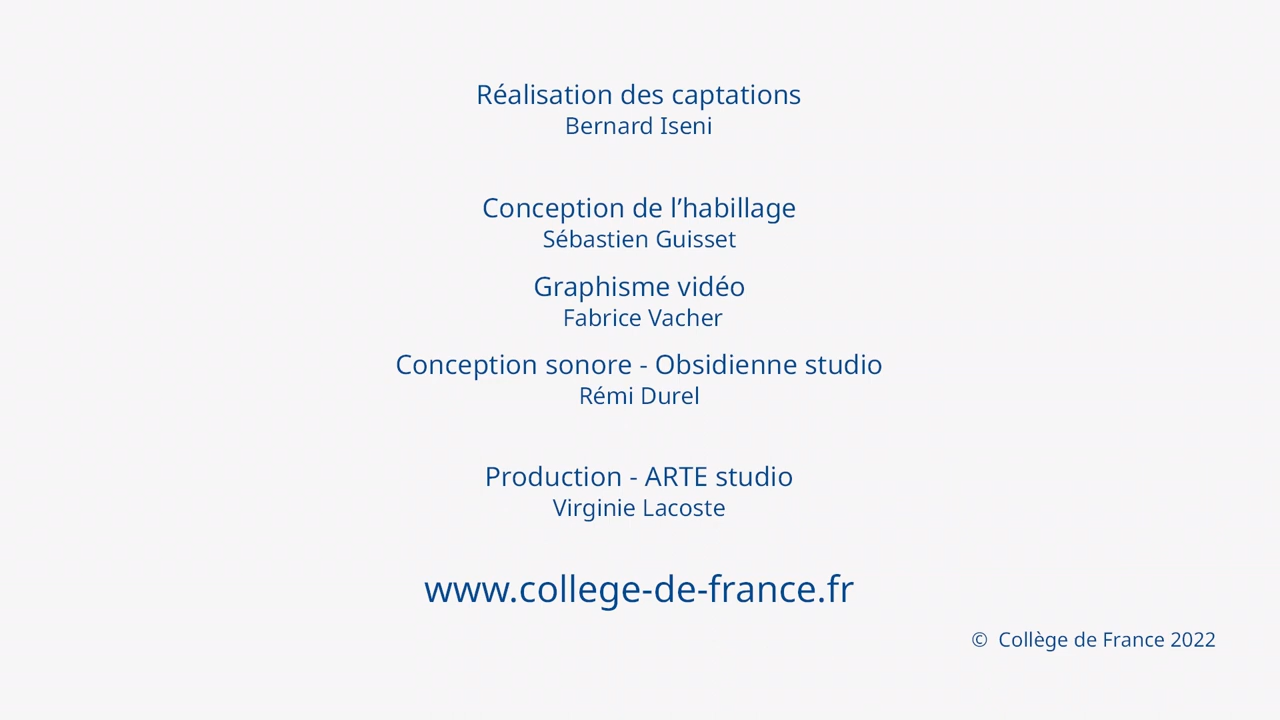 Réalisation des captations
Bernard Iseni
Conception de l’habillage
Sébastien Guisset
Graphisme vidéo
Fabrice Vacher
Conception sonore - Obsidienne studio
Rémi Durel
Production - ARTE studio
Virginie Lacoste
www.college-de-france.fr
© Collège de France 2022